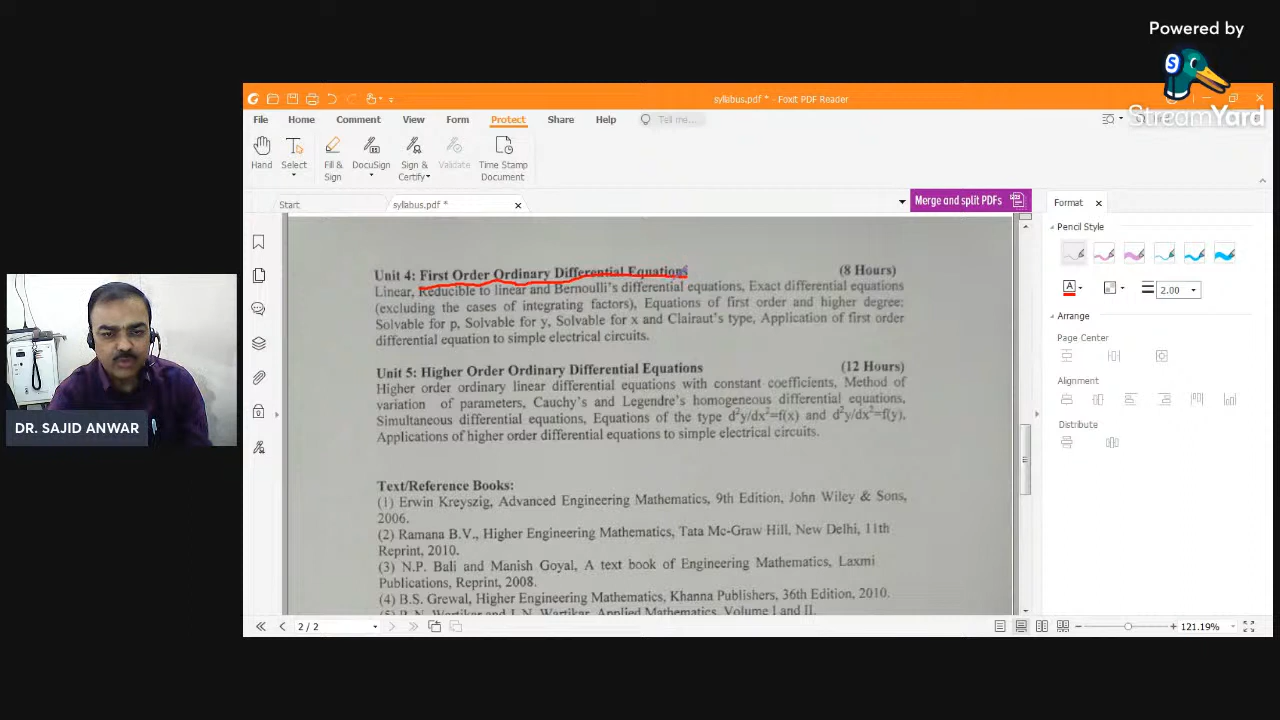 Powered by
StreamYard
syllabus.pdf * - Foxit PDF Reader
File Home Comment View Form Protect Share Help Tell me...
Hand Select Fill & Sign DocuSign Sign & Certify Validate Time Stamp Document
Start syllabus.pdf * Merge and split PDFs
Format
Pencil Style
2.00
Arrange
Page Center
Alignment
Distribute
Unit 4: First Order Ordinary Differential Equations (8 Hours)
Linear, Reducible to linear and Bernoulli's differential equations, Exact differential equations
(excluding the cases of integrating factors), Equations of first order and higher degree:
Solvable for p, Solvable for y, Solvable for x and Clairaut's type, Application of first order
differential equation to simple electrical circuits.
Unit 5: Higher Order Ordinary Differential Equations (12 Hours)
Higher order ordinary linear differential equations with constant coefficients, Method of
variation of parameters, Cauchy's and Legendre's homogeneous differential equations,
Simultaneous differential equations, Equations of the type d²y/dx²=f(x) and d²y/dx²=f(y).
Applications of higher order differential equations to simple electrical circuits.
Text/Reference Books:
(1) Erwin Kreyszig, Advanced Engineering Mathematics, 9th Edition, John Wiley & Sons,
2006.
(2) Ramana B.V., Higher Engineering Mathematics, Tata Mc-Graw Hill, New Delhi, 11th
Reprint, 2010.
(3) N.P. Bali and Manish Goyal, A text book of Engineering Mathematics, Laxmi
Publications, Reprint, 2008.
(4) B.S. Grewal, Higher Engineering Mathematics, Khanna Publishers, 36th Edition, 2010.
Wartikar and Wartikar, Applied Mathematics, Volume I and II.
DR. SAJID ANWAR
2 / 2
121.19%